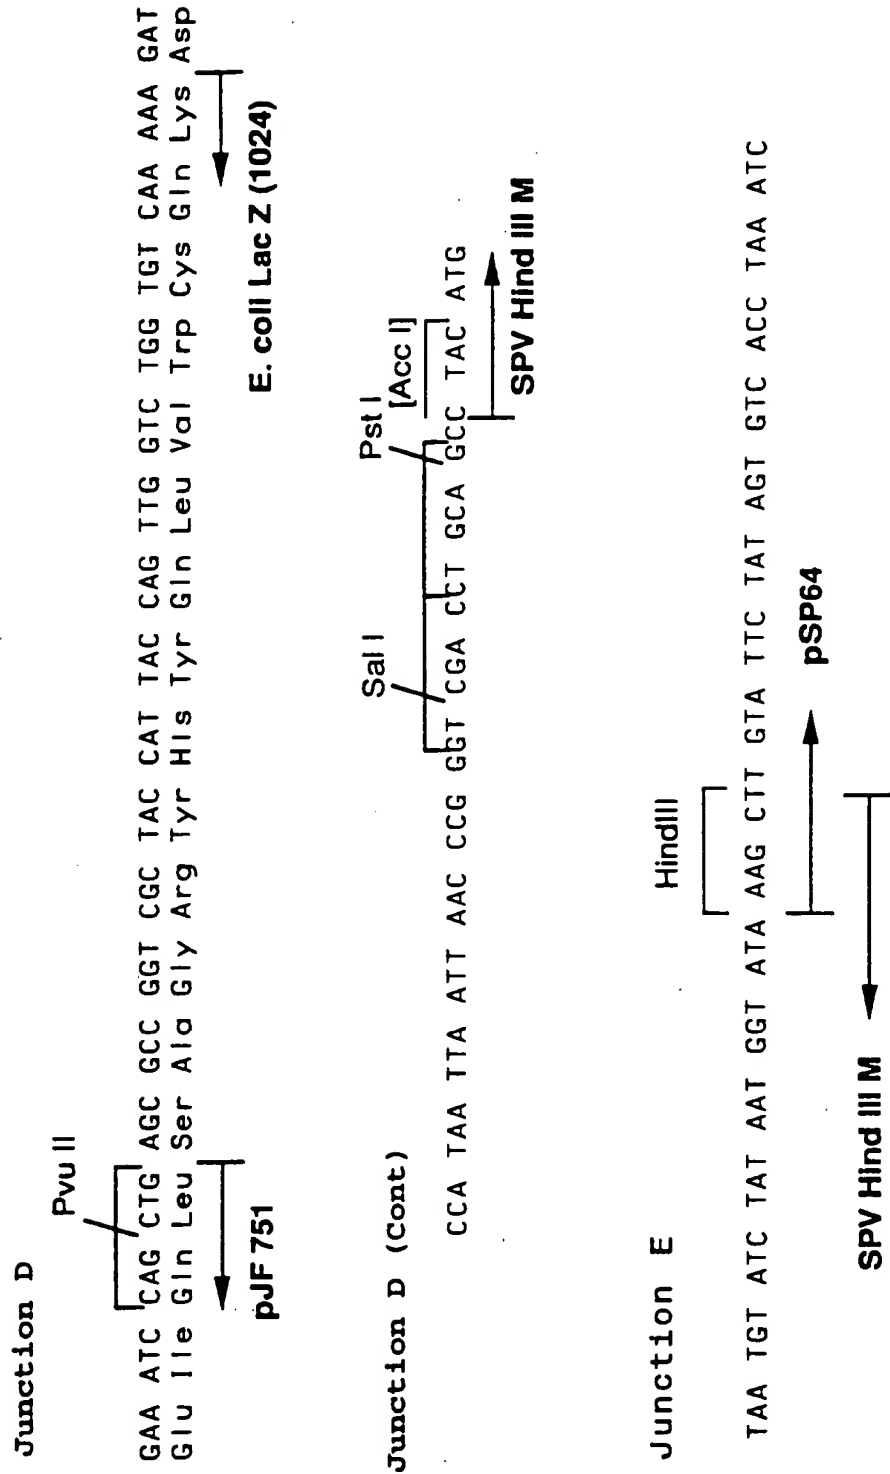 Junction D
Pvu II
GAA ATC CAG CTG AGC GCC GGT CGC TAC CAT TAC CAG TTG GTC TGG TGT CAA AAA GAT
Glu Ile Gln Leu Ser Ala Gly Arg Tyr His Tyr Gln Leu Val Trp Cys Gln Lys Asp
pJF 751
E. coli Lac Z (1024)
Junction D (Cont)
Sal I
Pst I
[Acc I]
CCA TAA TTA ATT AAC CCG GGT CGA CCT GCA GCC TAC ATG
SPV Hind III M
Junction E
HindIII
TAA TGT ATC TAT AAT GGT ATA AAG CTT GTA TTC TAT AGT GTC ACC TAA ATC
pSP64
SPV Hind III M